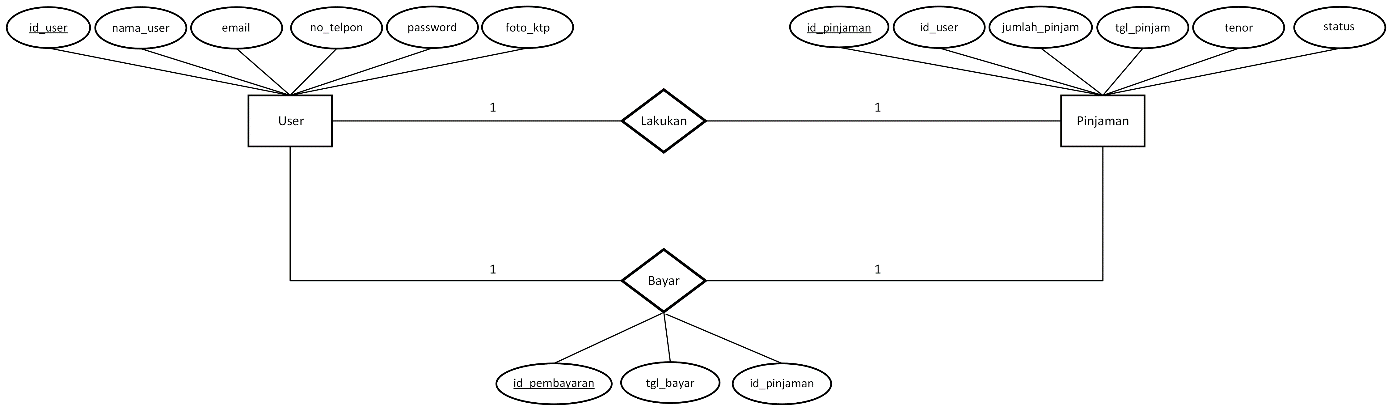 id_user
nama_user
email
no_telpon
password
foto_ktp
id_pinjaman
id_user
jumlah_pinjam
tgl_pinjam
tenor
status
User
1
Lakukan
1
Pinjaman
1
Bayar
1
id_pembayaran
tgl_bayar
id_pinjaman